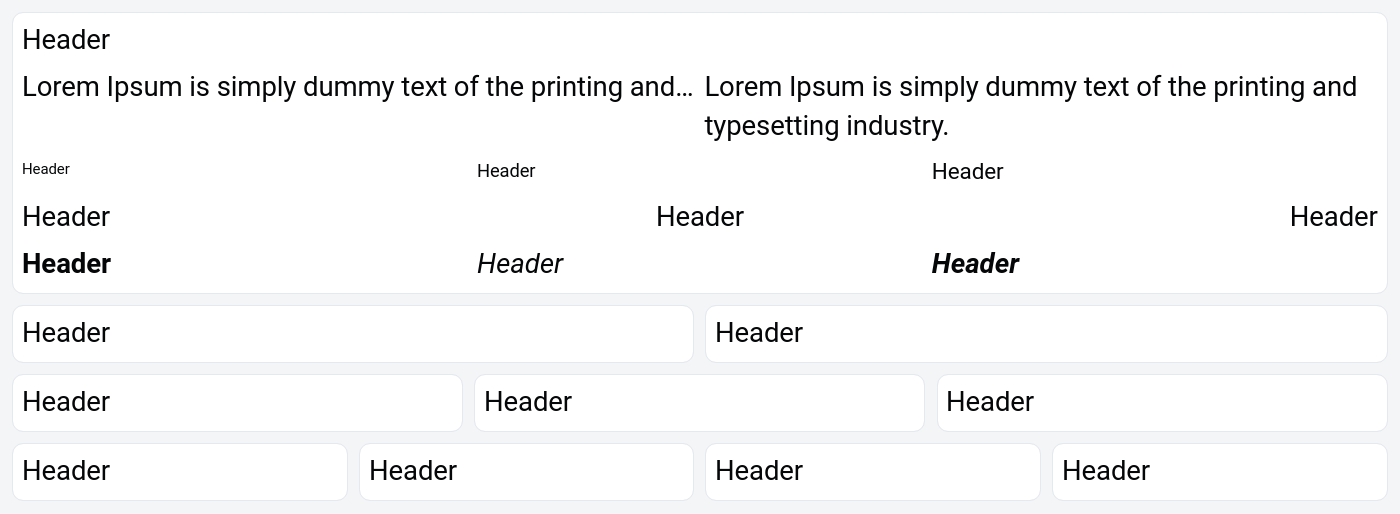 Header
Lorem Ipsum is simply dummy text of the printing and…
Lorem Ipsum is simply dummy text of the printing and
typesetting industry.
Header Header Header
Header Header Header
Header Header Header
Header Header
Header Header Header
Header Header Header Header